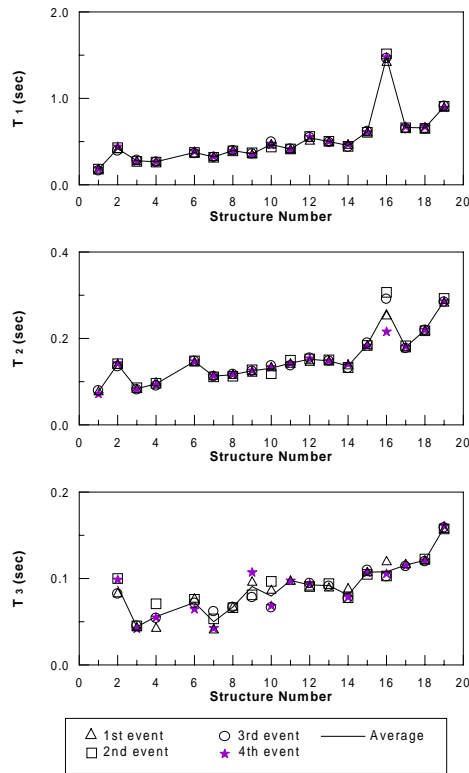 2.0
1.0
0.0
T 1 (sec)
0 2 4 6 8 10 12 14 16 18 20
Structure Number
0.4
0.2
0.0
T 2 (sec)
0 2 4 6 8 10 12 14 16 18 20
Structure Number
0.2
0.1
0.0
T 3 (sec)
0 2 4 6 8 10 12 14 16 18 20
Structure Number
1st event 3rd event Average
2nd event 4th event